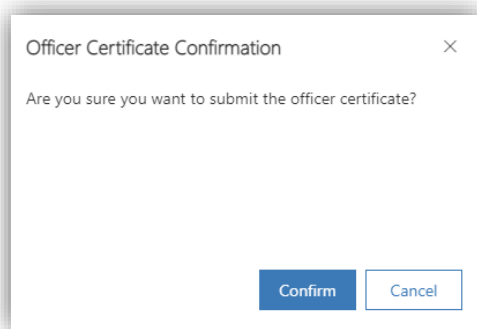 Officer Certificate Confirmation
Are you sure you want to submit the officer certificate?
Confirm Cancel